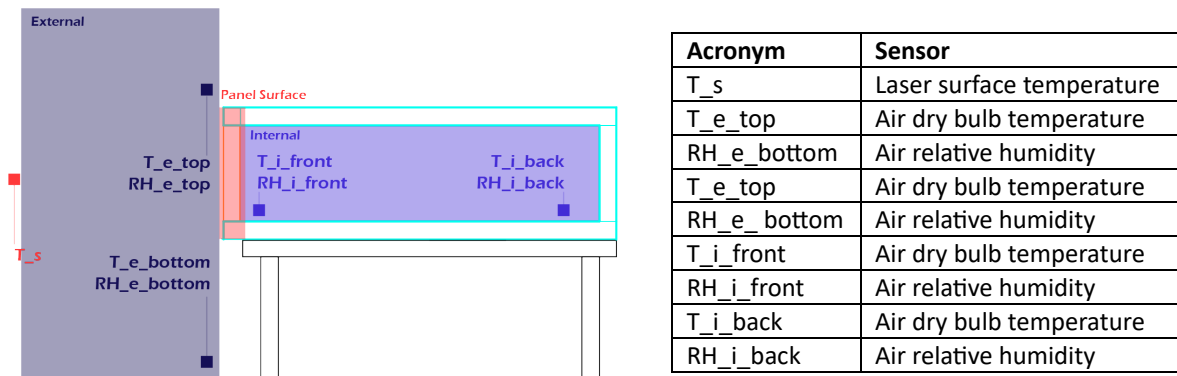 External
Panel Surface
Internal
T_e_top
RH_e_top
T_i_front
RH_i_front
T_i_back
RH_i_back
T_s
T_e_bottom
RH_e_bottom
Acronym Sensor
T_s Laser surface temperature
T_e_top Air dry bulb temperature
RH_e_bottom Air relative humidity
T_e_top Air dry bulb temperature
RH_e_ bottom Air relative humidity
T_i_front Air dry bulb temperature
RH_i_front Air relative humidity
T_i_back Air dry bulb temperature
RH_i_back Air relative humidity